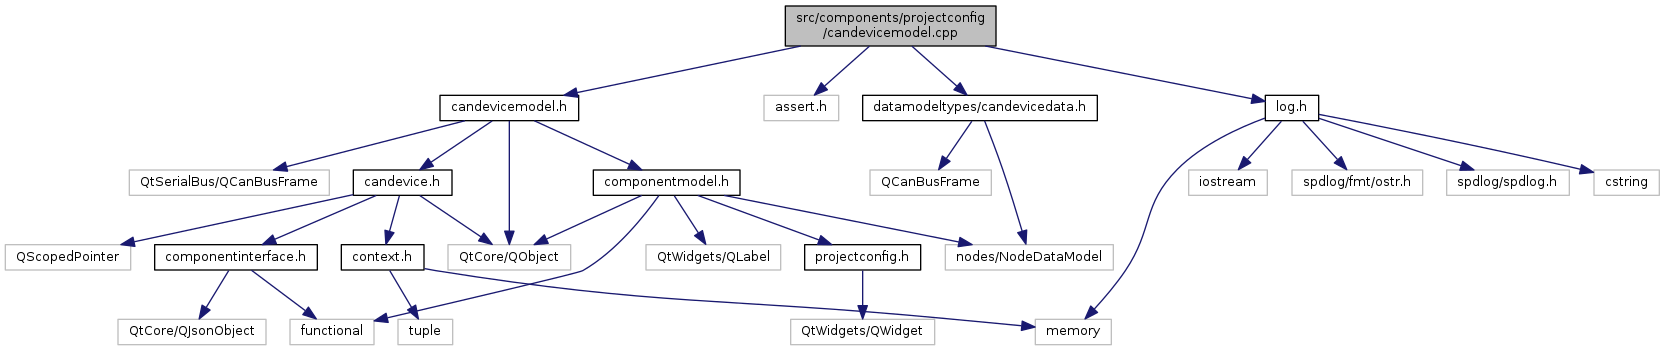 src/components/projectconfig
/candevicemodel.cpp
candevicemodel.h
assert.h
datamodeltypes/candevicedata.h
log.h
QtSerialBus/QCanBusFrame
candevice.h
componentmodel.h
QCanBusFrame
iostream
spdlog/fmt/ostr.h
spdlog/spdlog.h
cstring
QScopedPointer
componentinterface.h
context.h
QtCore/QObject
QtWidgets/QLabel
projectconfig.h
nodes/NodeDataModel
QtCore/QJsonObject
functional
tuple
QtWidgets/QWidget
memory